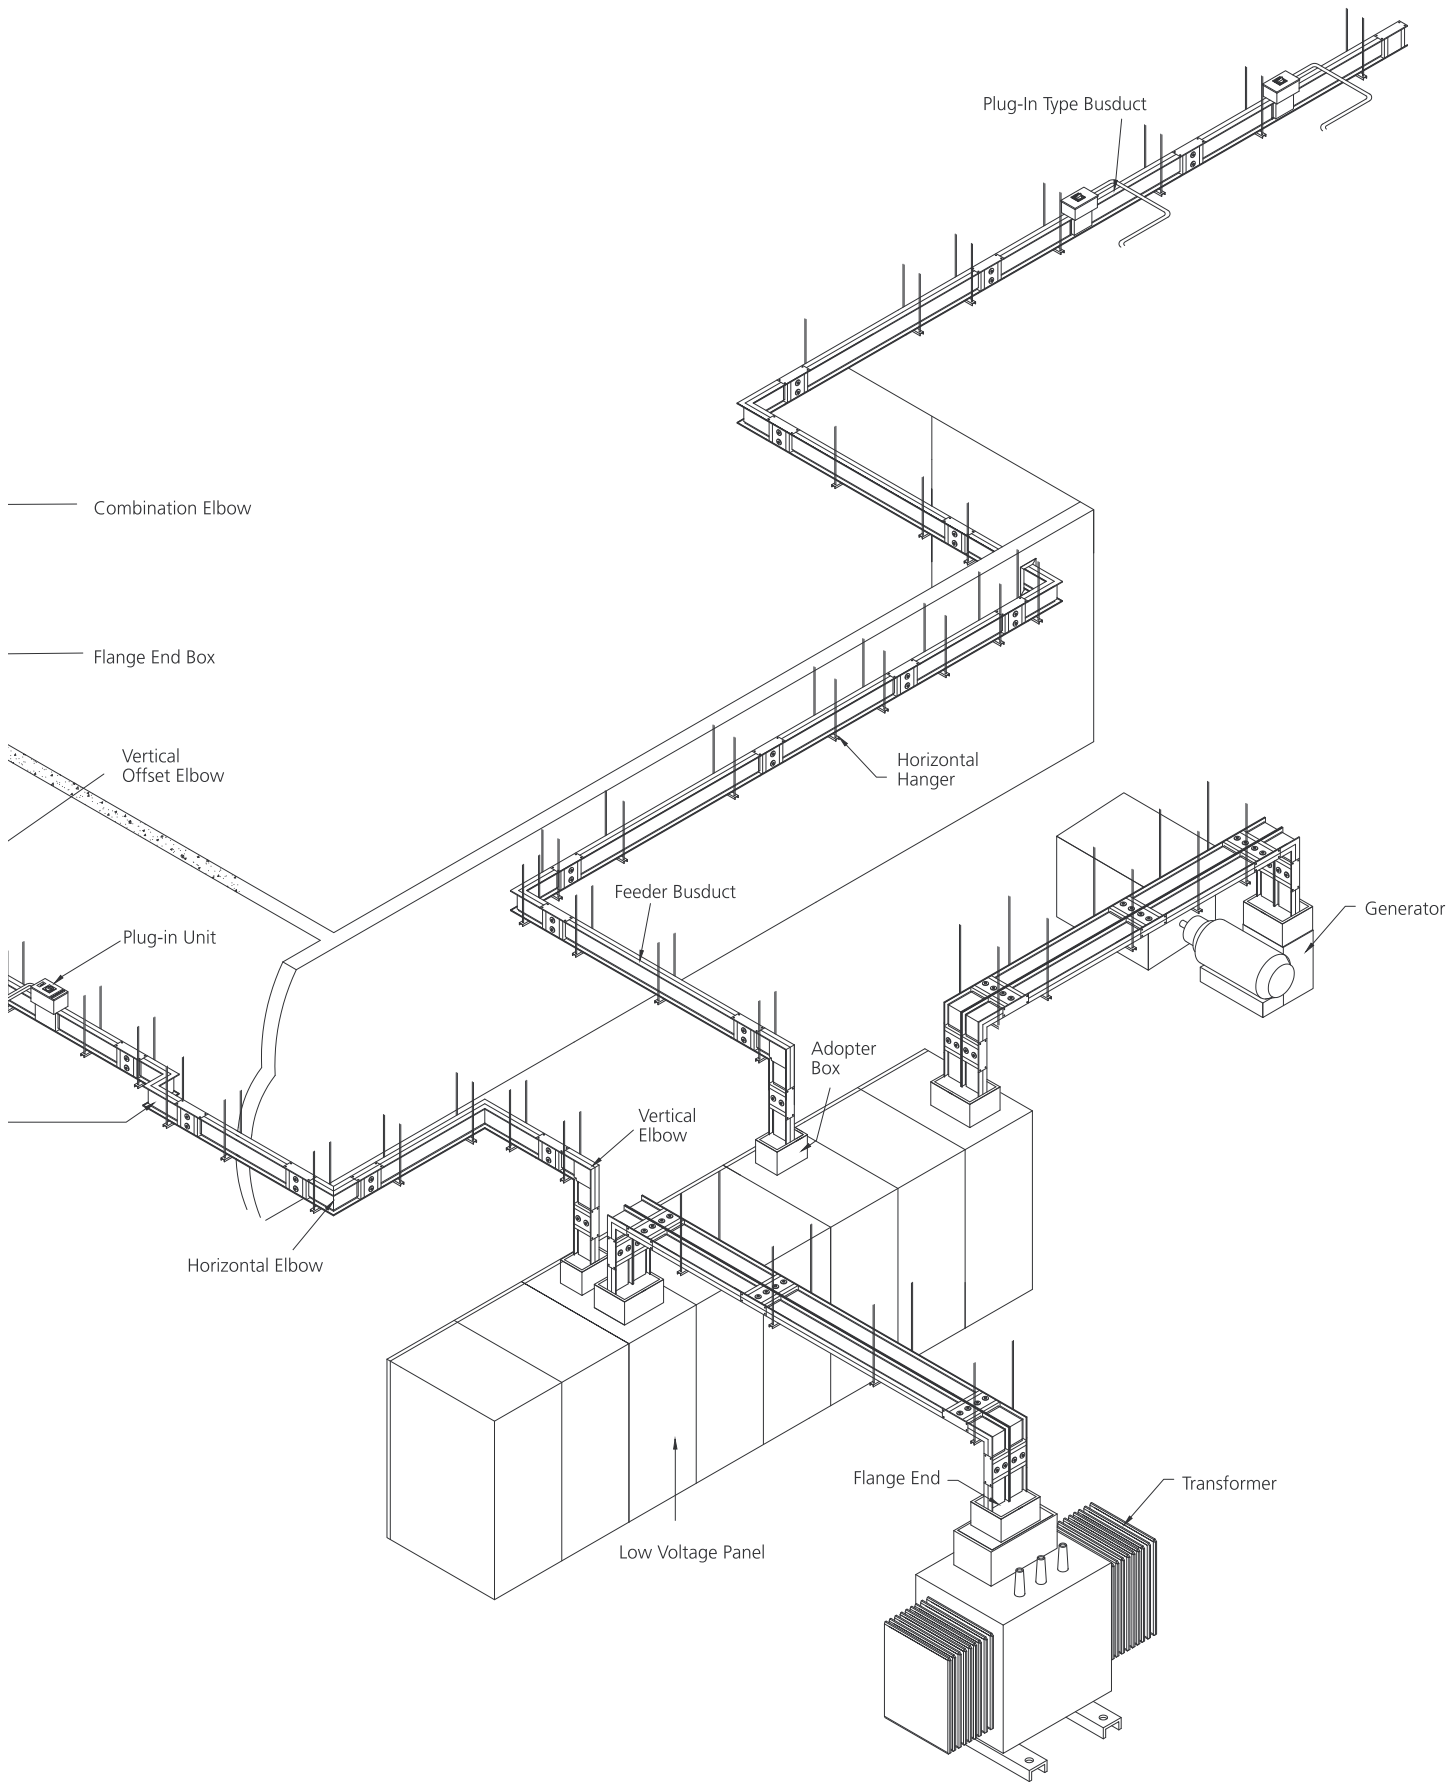 Plug-In Type Busduct
Combination Elbow
Flange End Box
Vertical
Offset Elbow
Horizontal
Hanger
Feeder Busduct
Generator
Plug-in Unit
Adopter
Box
Vertical
Elbow
Horizontal Elbow
Flange End
Transformer
Low Voltage Panel